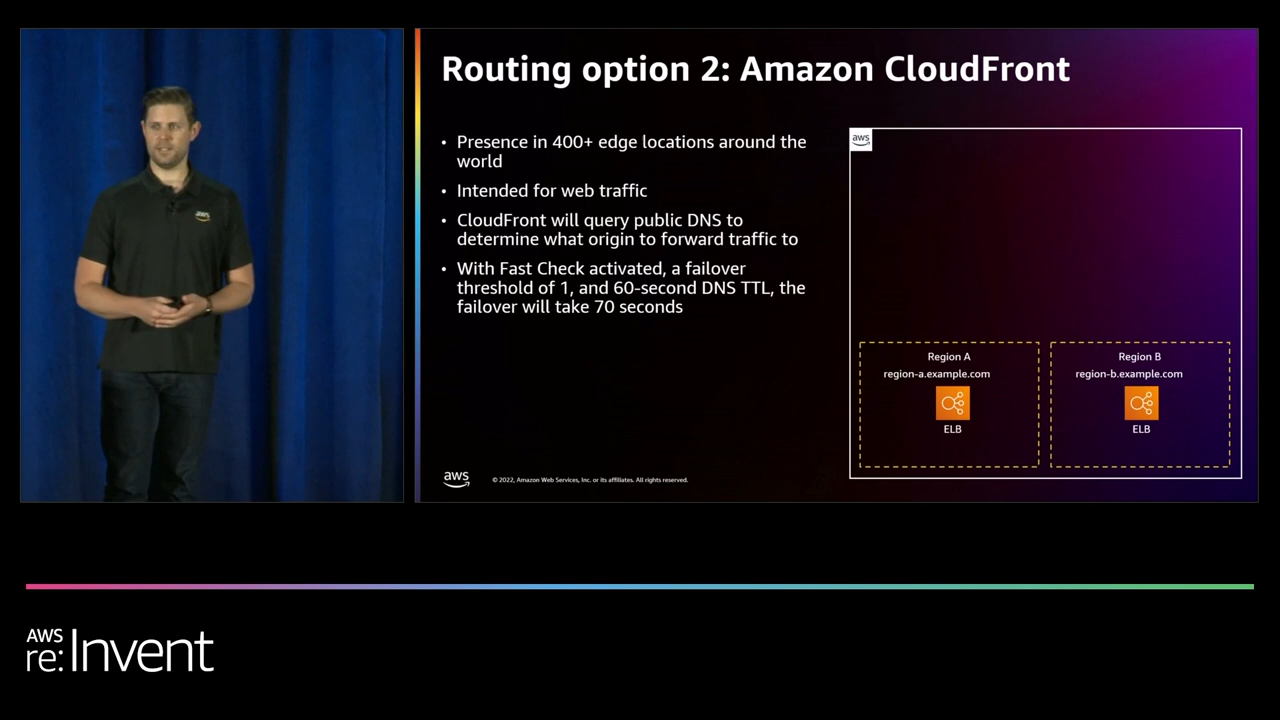 Routing option 2: Amazon CloudFront
• Presence in 400+ edge locations around the
world
• Intended for web traffic
• CloudFront will query public DNS to
determine what origin to forward traffic to
• With Fast Check activated, a failover
threshold of 1, and 60-second DNS TTL, the
failover will take 70 seconds
aws
Region A
region-a.example.com
ELB
Region B
region-b.example.com
ELB
aws
© 2022, Amazon Web Services, Inc. or its affiliates. All rights reserved.
aws
AWS
re:Invent